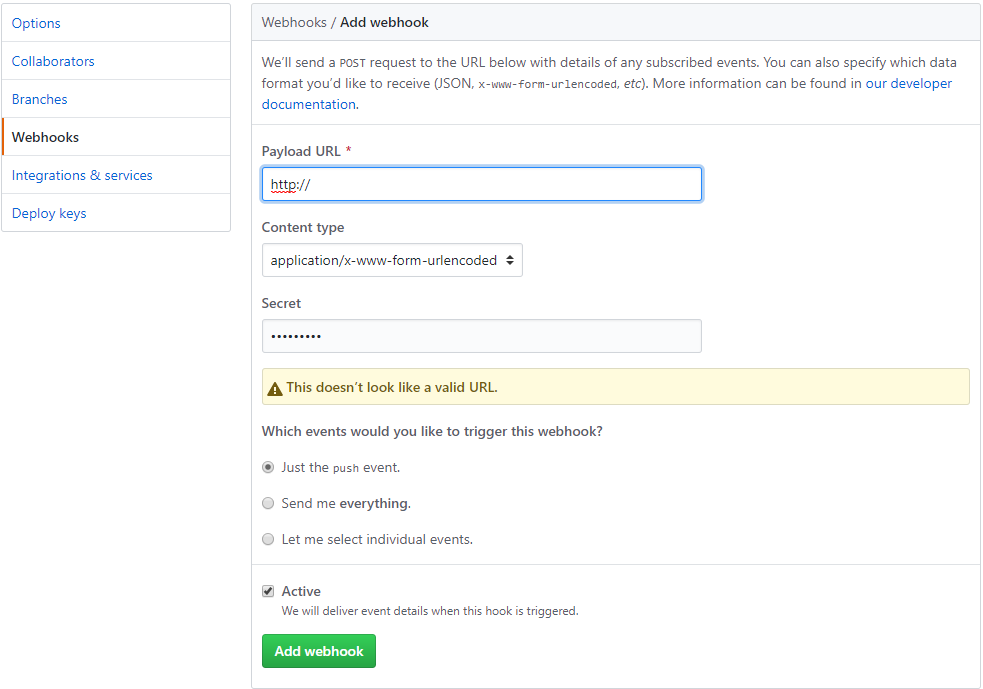 Options
Collaborators
Branches
Webhooks
Integrations & services
Deploy keys
Webhooks / Add webhook
We’ll send a POST request to the URL below with details of any subscribed events. You can also specify which data
format you’d like to receive (JSON, x-www-form-urlencoded, etc). More information can be found in our developer
documentation.
Payload URL *
http://
Content type
application/x-www-form-urlencoded
Secret
•••••••••
This doesn’t look like a valid URL.
Which events would you like to trigger this webhook?
Just the push event.
Send me everything.
Let me select individual events.
Active
We will deliver event details when this hook is triggered.
Add webhook